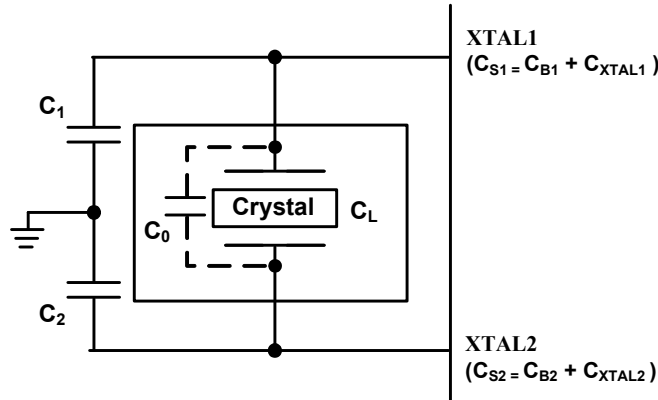 XTAL1
(CS1 = CB1 + CXTAL1 )
C1
Crystal
CL
C0
C2
XTAL2
(CS2 = CB2 + CXTAL2 )